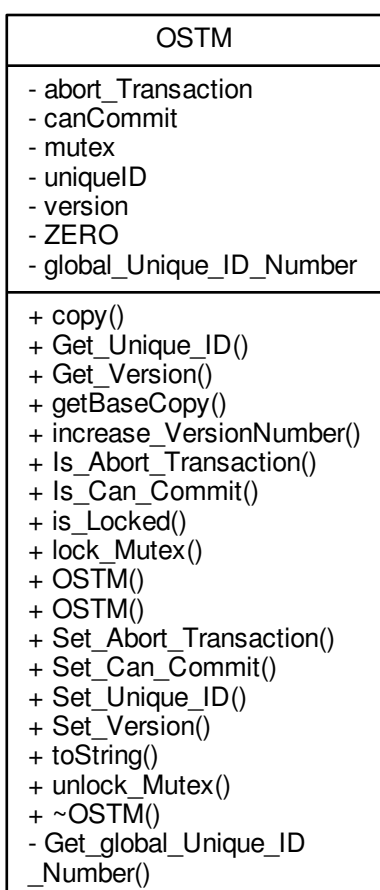 OSTM
- abort_Transaction
- canCommit
- mutex
- uniqueID
- version
- ZERO
- global_Unique_ID_Number
+ copy()
+ Get_Unique_ID()
+ Get_Version()
+ getBaseCopy()
+ increase_VersionNumber()
+ Is_Abort_Transaction()
+ Is_Can_Commit()
+ is_Locked()
+ lock_Mutex()
+ OSTM()
+ OSTM()
+ Set_Abort_Transaction()
+ Set_Can_Commit()
+ Set_Unique_ID()
+ Set_Version()
+ toString()
+ unlock_Mutex()
+ ~OSTM()
- Get_global_Unique_ID
_Number()